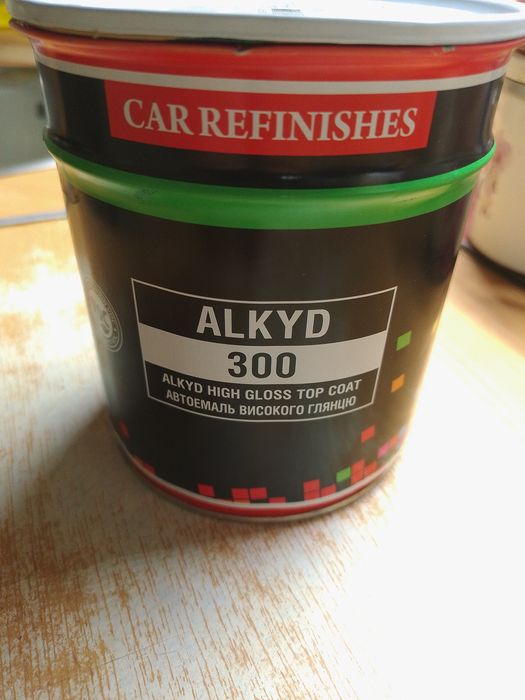 CAR REFINISHES
ALKYD
300
ALKYD HIGH GLOSS TOP COAT
АВТОЕМАЛЬ ВИСОКОГО ГЛЯНЦЮ